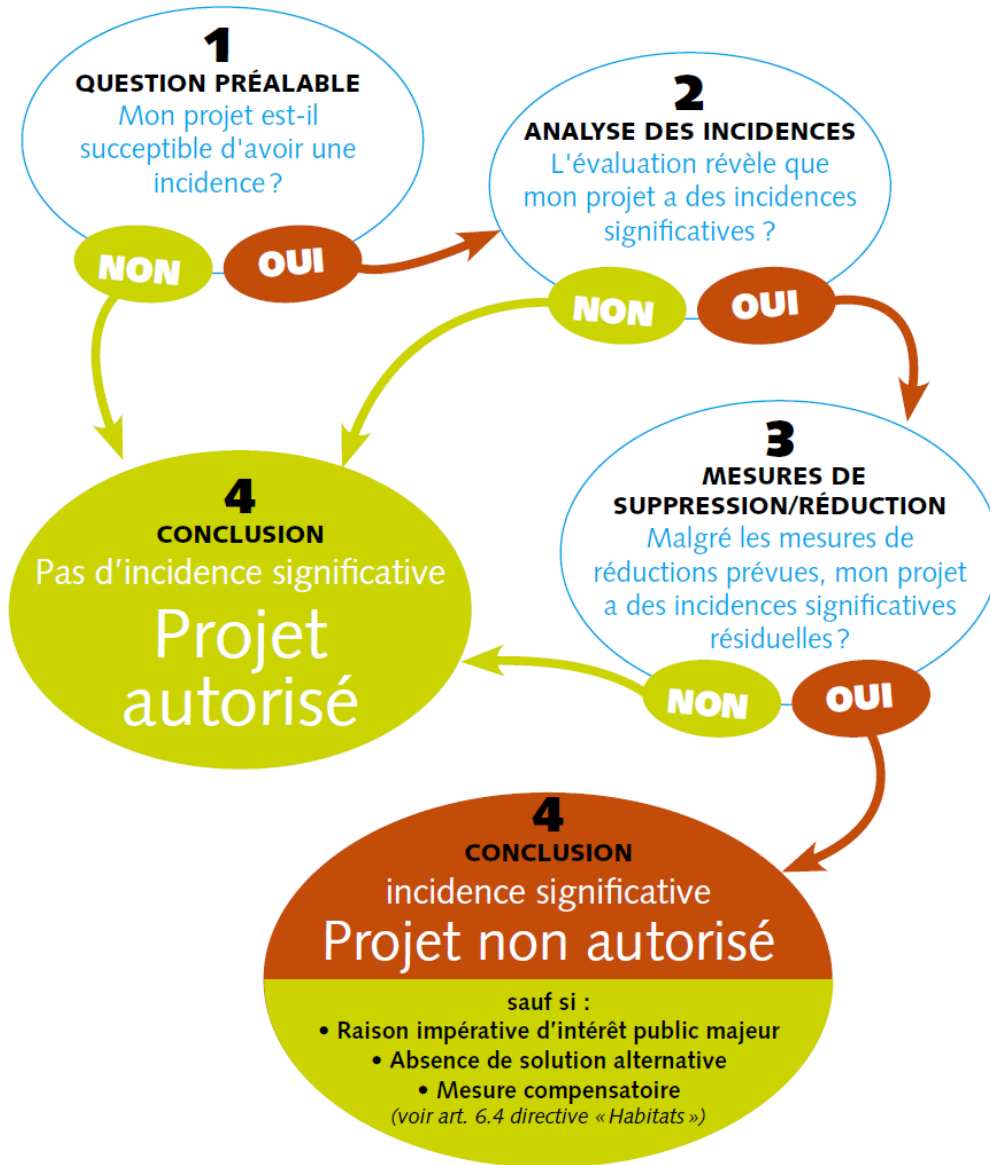 1
QUESTION PRÉALABLE
Mon projet est-il
succeptible d'avoir une
incidence ?
NON
OUI
2
ANALYSE DES INCIDENCES
L'évaluation révèle que
mon projet a des incidences
significatives ?
NON
OUI
3
MESURES DE
SUPPRESSION/RÉDUCTION
Malgré les mesures de
réductions prévues, mon projet
a des incidences significatives
résiduelles ?
NON
OUI
4
CONCLUSION
Pas d’incidence significative
Projet
autorisé
4
CONCLUSION
incidence significative
Projet non autorisé
sauf si :
• Raison impérative d’intérêt public majeur
• Absence de solution alternative
• Mesure compensatoire
(voir art. 6.4 directive « Habitats »)